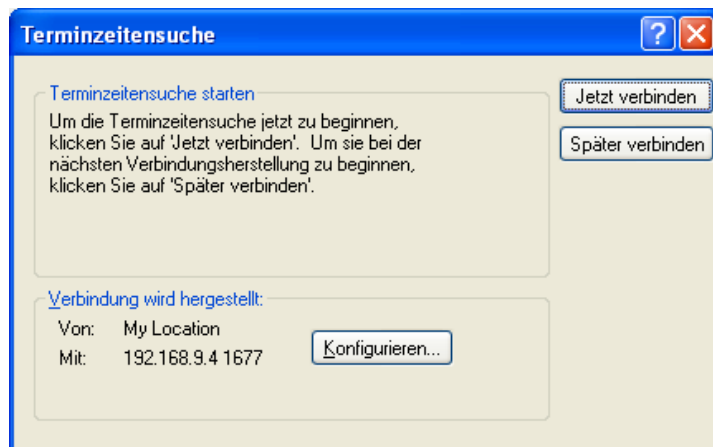 Terminzeitensuche
Terminzeitensuche starten
Um die Terminzeitensuche jetzt zu beginnen,
klicken Sie auf 'Jetzt verbinden'.  Um sie bei der
nächsten Verbindungsherstellung zu beginnen,
klicken Sie auf 'Später verbinden'.
Jetzt verbinden
Später verbinden
Verbindung wird hergestellt:
Von: My Location
Mit: 192.168.9.4 1677
Konfigurieren...